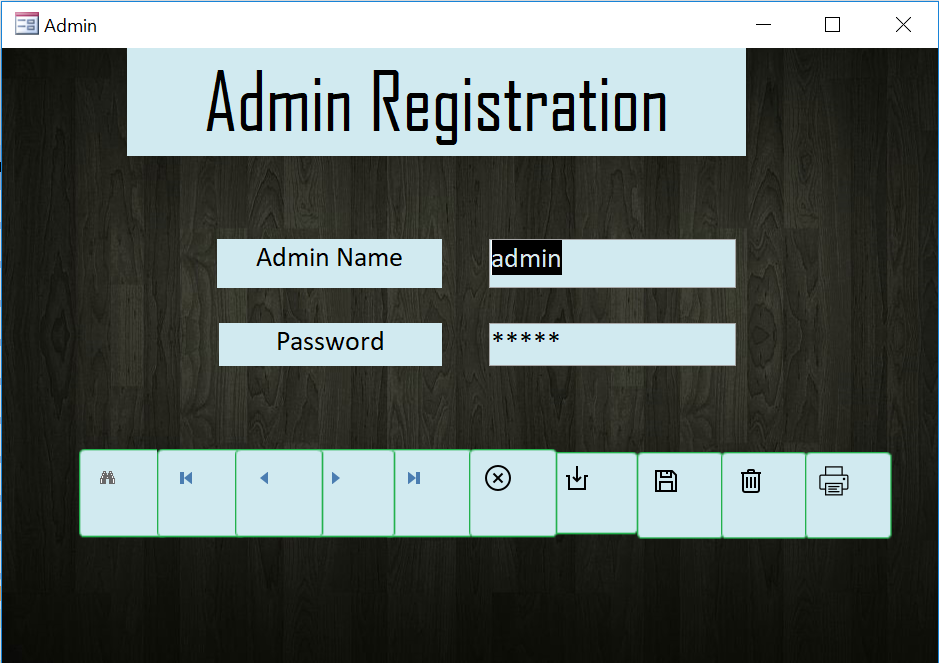 Admin
Admin Registration
Admin Name
admin
Password
*****